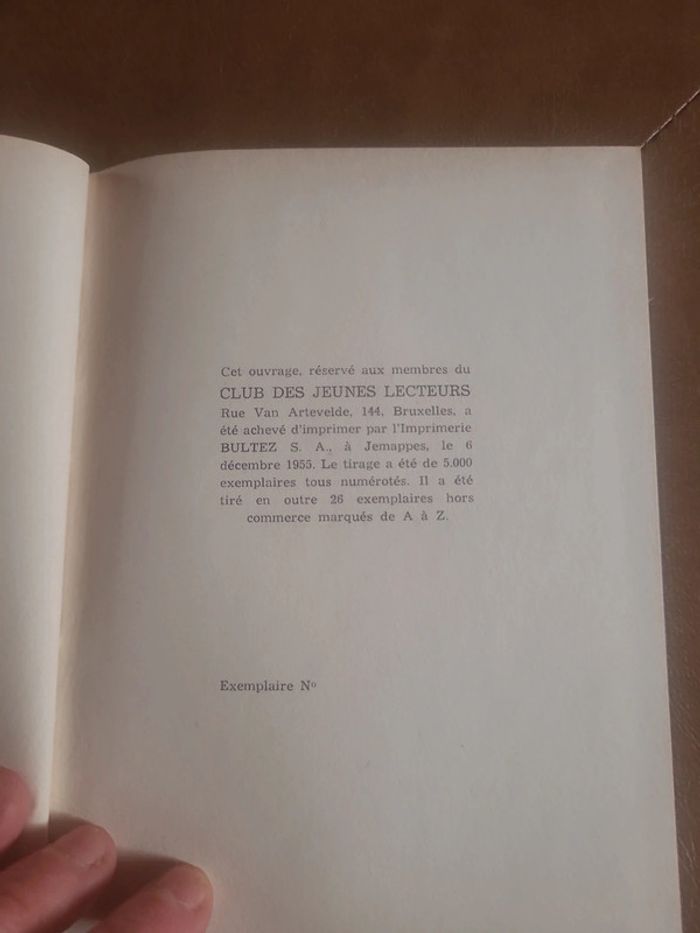 Cet ouvrage, réservé aux membres du
CLUB DES JEUNES LECTEURS
Rue Van Artevelde, 144, Bruxelles, a
été achevé d'imprimer par l'Imprimerie
BULTEZ S. A., à Jemappes, le 6
décembre 1955. Le tirage a été de 5.000
exemplaires tous numérotés. Il a été
tiré en outre 26 exemplaires hors
commerce marqués de A à Z.
Exemplaire Nº